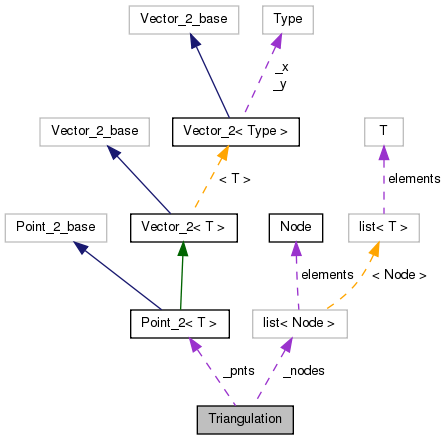 Vector_2_base
Type
_x
_y
Vector_2_base
Vector_2< Type >
T
< T >
elements
Point_2_base
Vector_2< T >
Node
list< T >
elements
< Node >
Point_2< T >
list< Node >
_pnts
_nodes
Triangulation